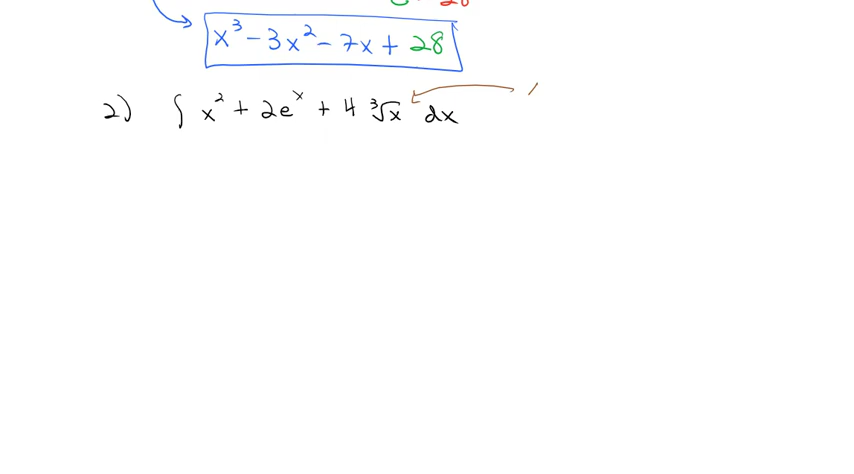 x³ - 3x² - 7x + 28
2) ∫ x² + 2eˣ + 4 ∛x dx